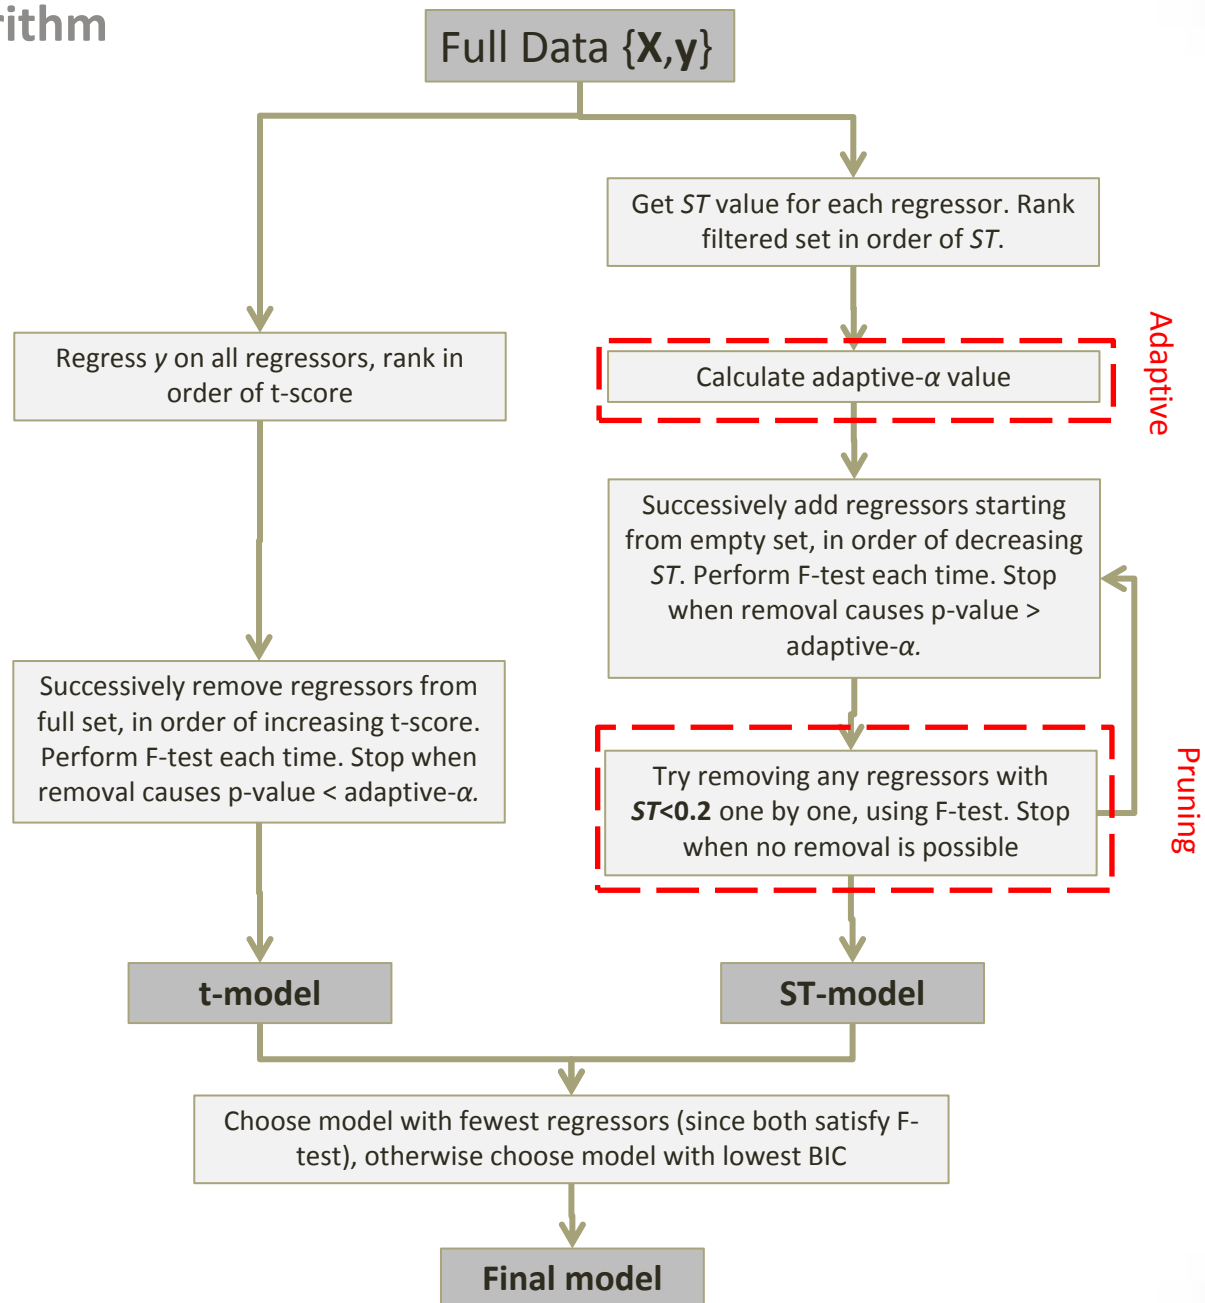 rithm
Full Data {X,y}
Get ST value for each regressor. Rank
filtered set in order of ST.
Regress y on all regressors, rank in
order of t-score
Calculate adaptive-α value
Adaptive
Successively add regressors starting
from empty set, in order of decreasing
ST. Perform F-test each time. Stop
when removal causes p-value >
adaptive-α.
Successively remove regressors from
full set, in order of increasing t-score.
Perform F-test each time. Stop when
removal causes p-value < adaptive-α.
Try removing any regressors with
ST<0.2 one by one, using F-test. Stop
when no removal is possible
Pruning
t-model
ST-model
Choose model with fewest regressors (since both satisfy F-
test), otherwise choose model with lowest BIC
Final model